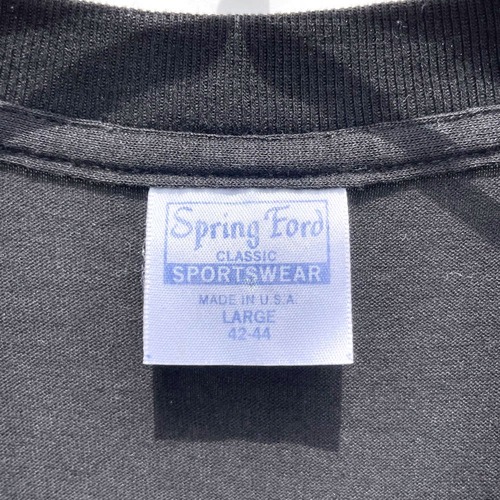 Spring Ford
CLASSIC
SPORTSWEAR
MADE IN U.S.A.
LARGE
42-44